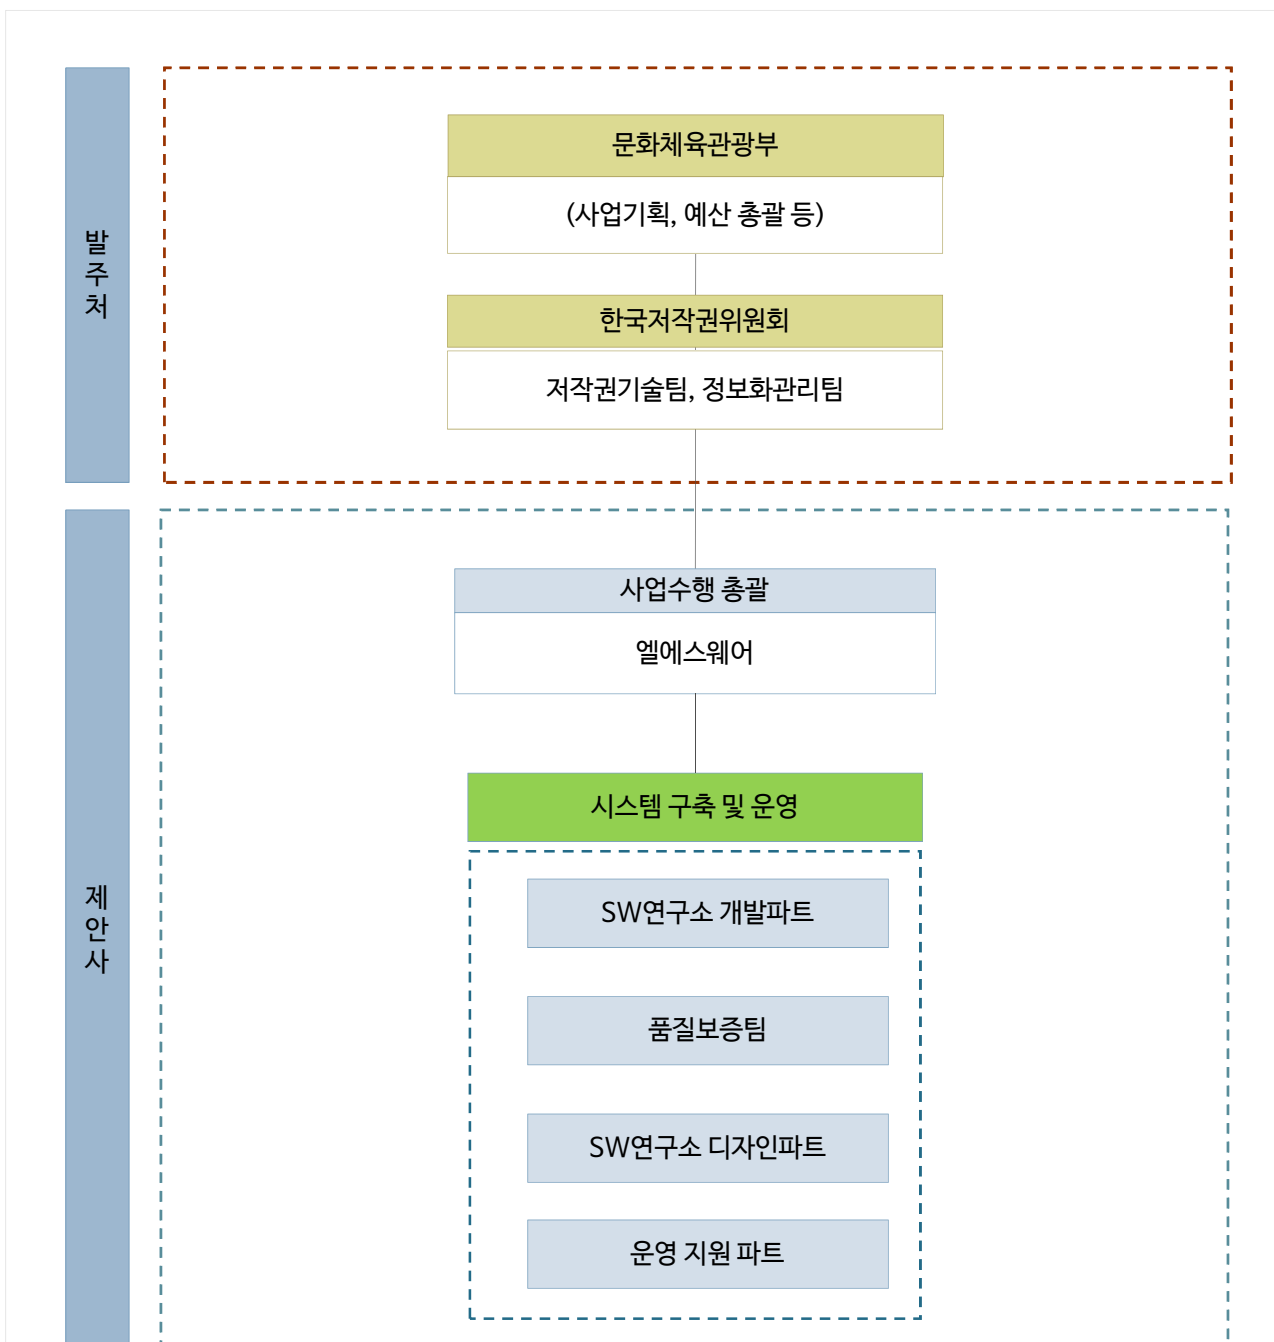 발주처
문화체육관광부
(사업기획, 예산 총괄 등)
한국저작권위원회
저작권기술팀, 정보화관리팀
제안사
사업수행 총괄
엘에스웨어
시스템 구축 및 운영
SW연구소 개발파트
품질보증팀
SW연구소 디자인파트
운영 지원 파트